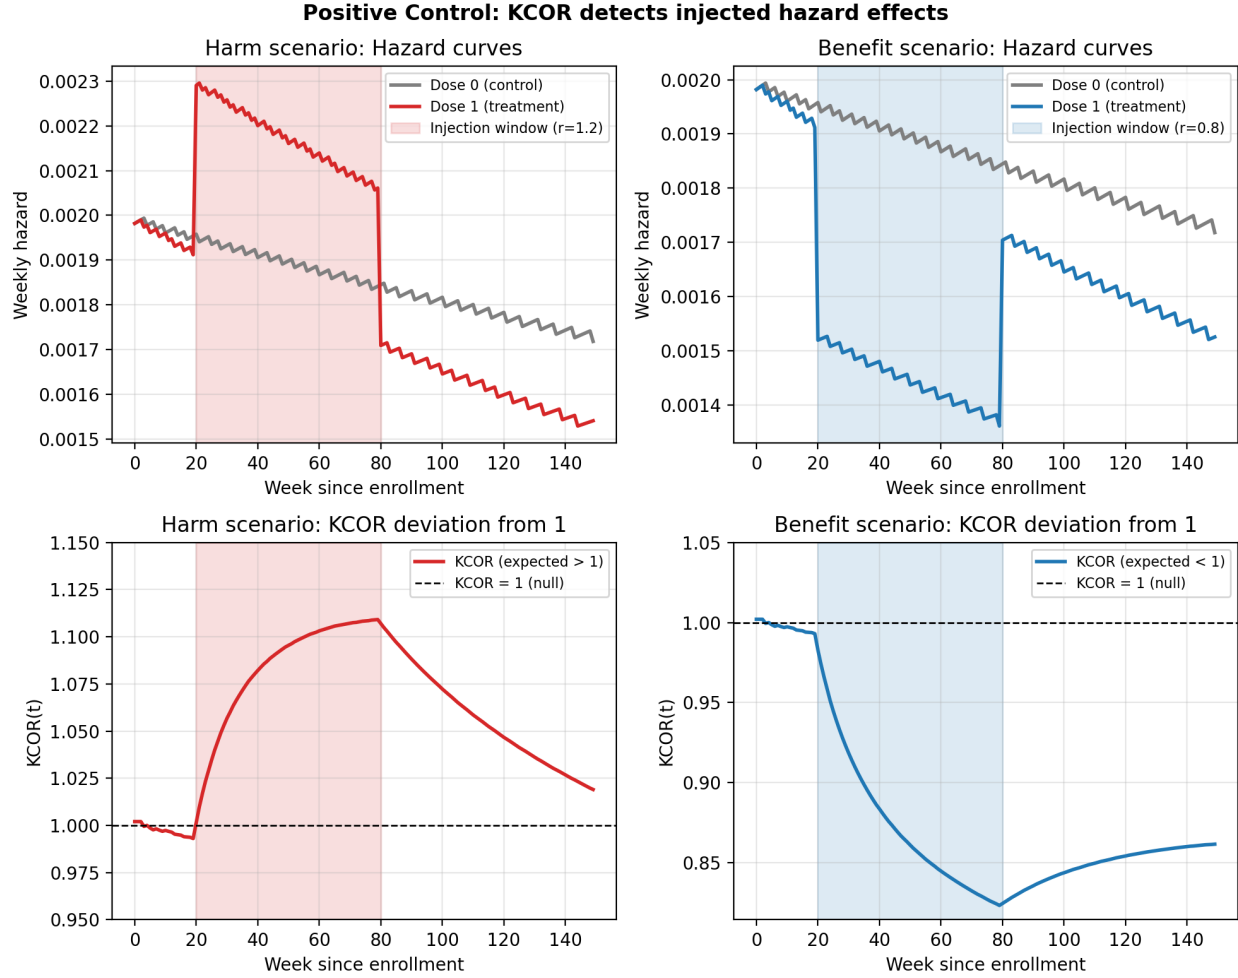 Positive Control: KCOR detects injected hazard effects
Harm scenario: Hazard curves
Weekly hazard
0.0023
0.0022
0.0021
0.0020
0.0019
0.0018
0.0017
0.0016
0.0015
Dose 0 (control)
Dose 1 (treatment)
Injection window (r=1.2)
0 20 40 60 80 100 120 140
Week since enrollment
Benefit scenario: Hazard curves
Weekly hazard
0.0020
0.0019
0.0018
0.0017
0.0016
0.0015
0.0014
Dose 0 (control)
Dose 1 (treatment)
Injection window (r=0.8)
0 20 40 60 80 100 120 140
Week since enrollment
Harm scenario: KCOR deviation from 1
KCOR(t)
1.150
1.125
1.100
1.075
1.050
1.025
1.000
0.975
0.950
KCOR (expected > 1)
KCOR = 1 (null)
0 20 40 60 80 100 120 140
Week since enrollment
Benefit scenario: KCOR deviation from 1
KCOR(t)
1.05
1.00
0.95
0.90
0.85
KCOR (expected < 1)
KCOR = 1 (null)
0 20 40 60 80 100 120 140
Week since enrollment